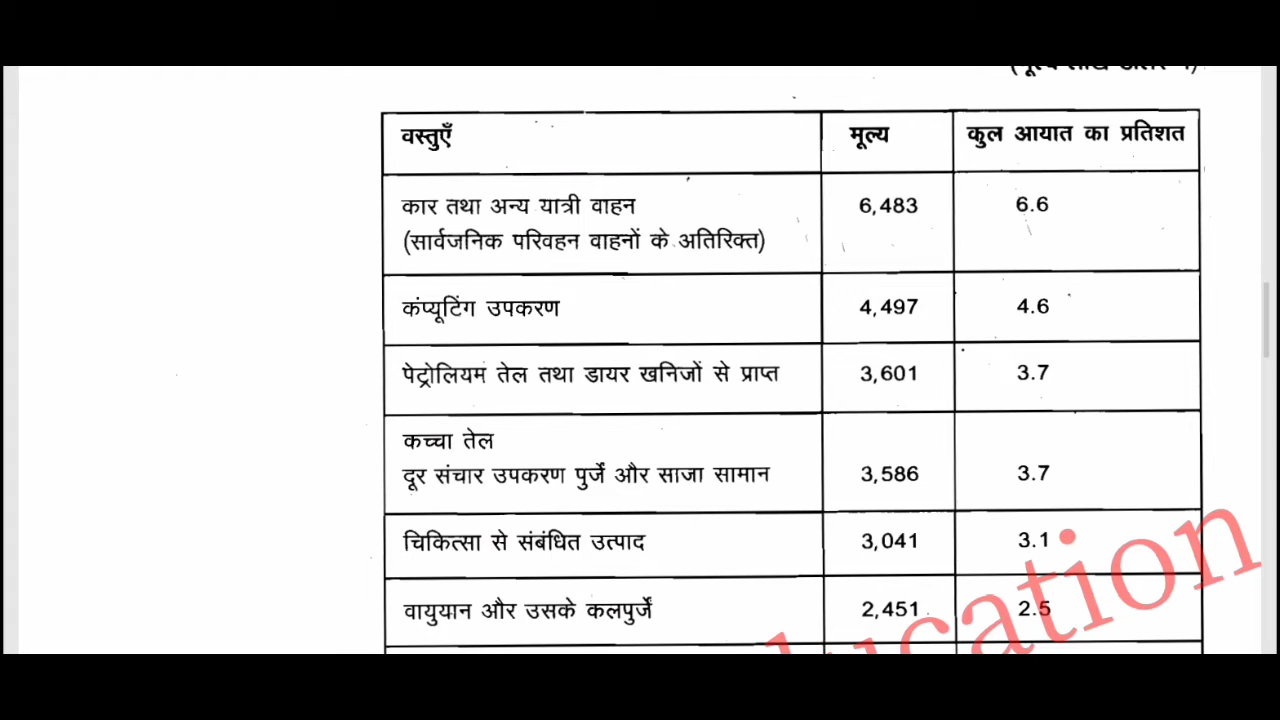 वस्तुएँ मूल्य कुल आयात का प्रतिशत
कार तथा अन्य यात्री वाहन 6,483 6.6
(सार्वजनिक परिवहन वाहनों के अतिरिक्त)
कंप्यूटिंग उपकरण 4,497 4.6
पेट्रोलियम तेल तथा डायर खनिजों से प्राप्त 3,601 3.7
कच्चा तेल
दूर संचार उपकरण पुर्जें और साजा सामान 3,586 3.7
चिकित्सा से संबंधित उत्पाद 3,041 3.1
वायुयान और उसके कलपुर्जें 2,451 2.5